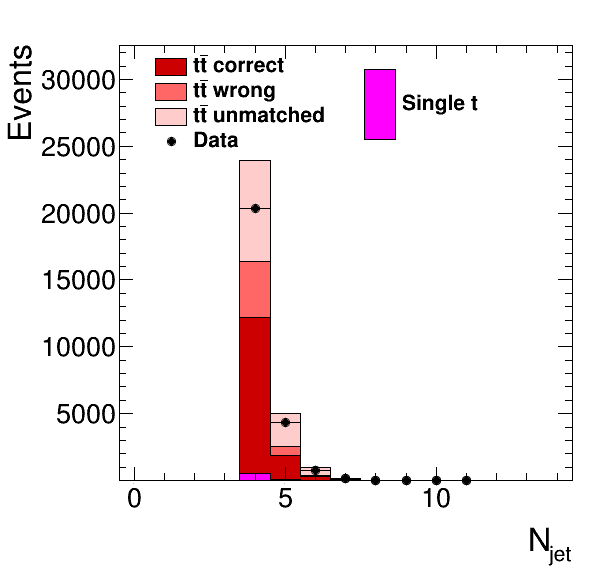 Events
30000
25000
20000
15000
10000
5000
tt̄ correct
tt̄ wrong
tt̄ unmatched
Data
Single t
0 5 10
N_jet